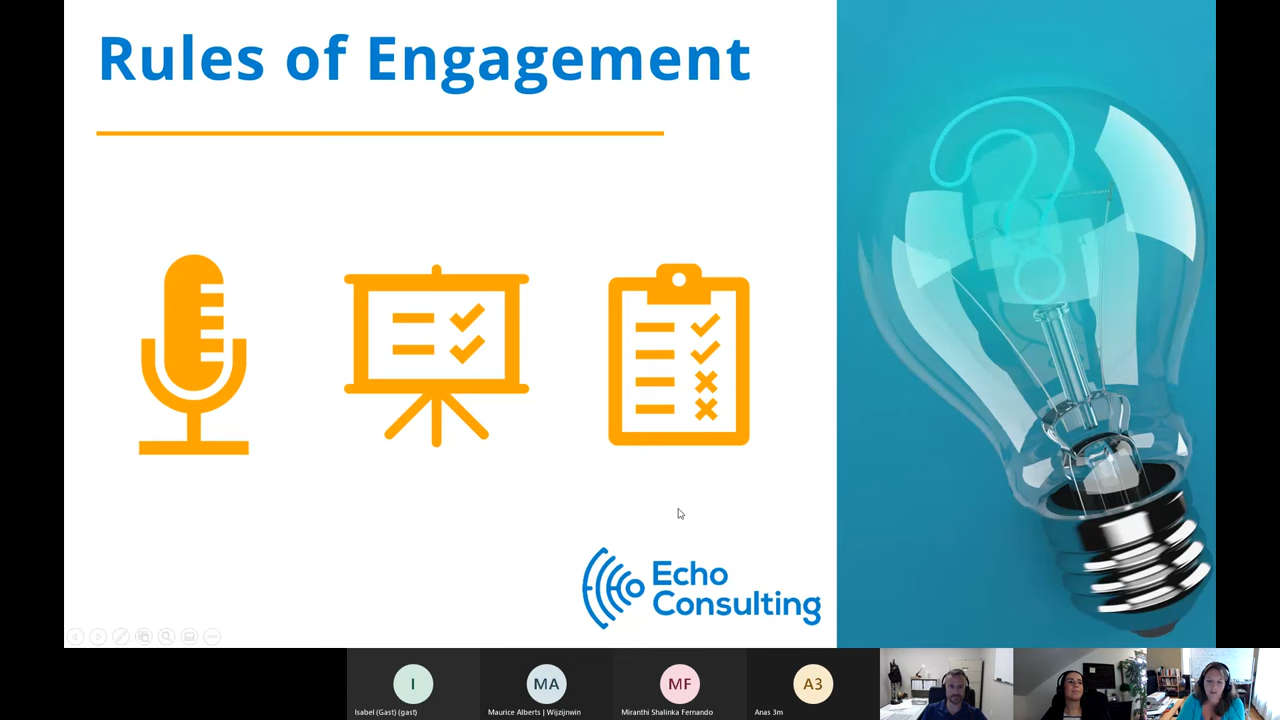 Rules of Engagement
Echo
Consulting
I
MA
MF
A3
Isabel (Gast) (gast)
Maurice Alberts | Wijzijnwin
Miranthi Shalinka Fernando
Anas 3m